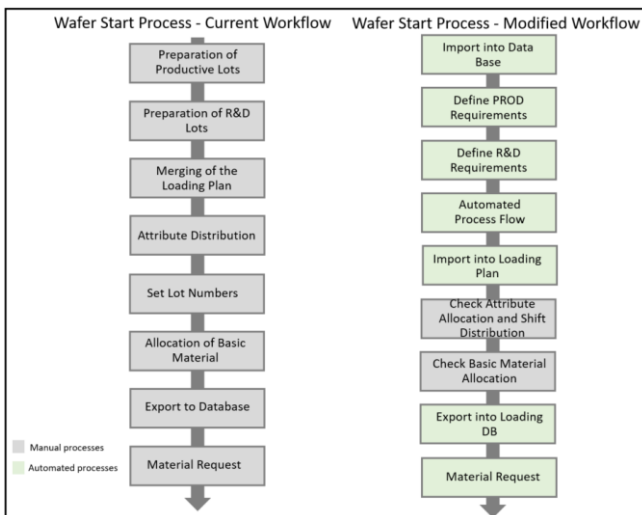 Wafer Start Process - Current Workflow
Preparation of
Productive Lots
Preparation of R&D
Lots
Merging of the
Loading Plan
Attribute Distribution
Set Lot Numbers
Allocation of Basic
Material
Export to Database
Material Request
Manual processes
Automated processes
Wafer Start Process - Modified Workflow
Import into Data
Base
Define PROD
Requirements
Define R&D
Requirements
Automated
Process Flow
Import into Loading
Plan
Check Attribute
Allocation and Shift
Distribution
Check Basic Material
Allocation
Export into Loading
DB
Material Request